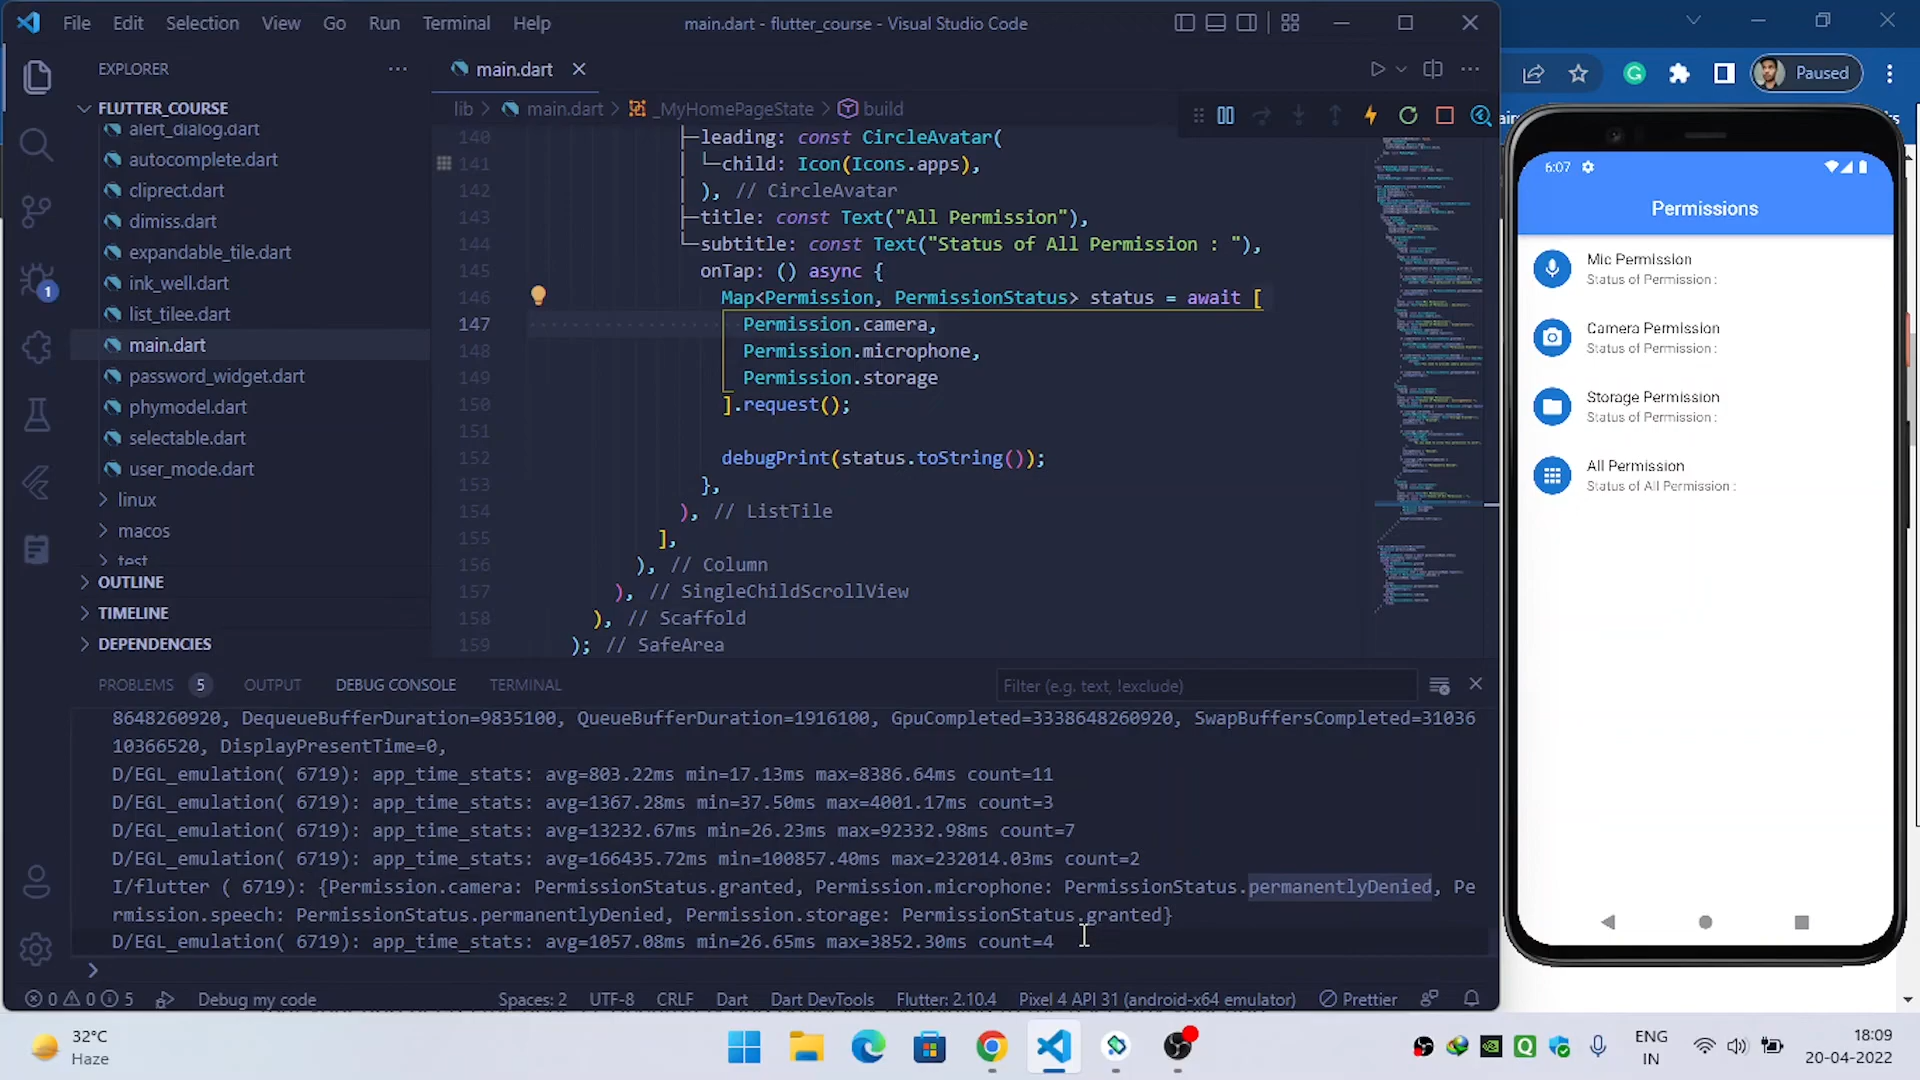 File Edit Selection View Go Run Terminal Help
main.dart - flutter_course - Visual Studio Code
Paused
EXPLORER
main.dart
FLUTTER_COURSE
alert_dialog.dart
autocomplete.dart
cliprect.dart
dimiss.dart
expandable_tile.dart
ink_well.dart
list_tilee.dart
main.dart
password_widget.dart
phymodel.dart
selectable.dart
user_mode.dart
linux
macos
test
OUTLINE
TIMELINE
DEPENDENCIES
1
lib main.dart _MyHomePageState build
140 leading: const CircleAvatar(
141 child: Icon(Icons.apps),
142 ), // CircleAvatar
143 title: const Text("All Permission"),
144 subtitle: const Text("Status of All Permission : "),
145 onTap: () async {
146 Map<Permission, PermissionStatus> status = await [
147 Permission.camera,
148 Permission.microphone,
149 Permission.storage
150 ].request();
151
152 debugPrint(status.toString());
153 },
154 ), // ListTile
155 ],
156 ), // Column
157 ), // SingleChildScrollView
158 ), // Scaffold
159 ); // SafeArea
PROBLEMS 5 OUTPUT DEBUG CONSOLE TERMINAL
Filter (e.g. text, !exclude)
8648260920, DequeueBufferDuration=9835100, QueueBufferDuration=1916100, GpuCompleted=3338648260920, SwapBuffersCompleted=31036
10366520, DisplayPresentTime=0,
D/EGL_emulation( 6719): app_time_stats: avg=803.22ms min=17.13ms max=8386.64ms count=11
D/EGL_emulation( 6719): app_time_stats: avg=1367.28ms min=37.50ms max=4001.17ms count=3
D/EGL_emulation( 6719): app_time_stats: avg=13232.67ms min=26.23ms max=92332.98ms count=7
D/EGL_emulation( 6719): app_time_stats: avg=166435.72ms min=100857.40ms max=232014.03ms count=2
I/flutter ( 6719): {Permission.camera: PermissionStatus.granted, Permission.microphone: PermissionStatus.permanentlyDenied, Pe
rmission.speech: PermissionStatus.permanentlyDenied, Permission.storage: PermissionStatus.granted}
D/EGL_emulation( 6719): app_time_stats: avg=1057.08ms min=26.65ms max=3852.30ms count=4
0 0 5 Debug my code Spaces: 2 UTF-8 CRLF Dart Dart DevTools Flutter: 2.10.4 Pixel 4 API 31 (android-x64 emulator) Prettier
6:07
Permissions
Mic Permission
Status of Permission :
Camera Permission
Status of Permission :
Storage Permission
Status of Permission :
All Permission
Status of All Permission :
32°C
Haze
ENG
IN
18:09
20-04-2022